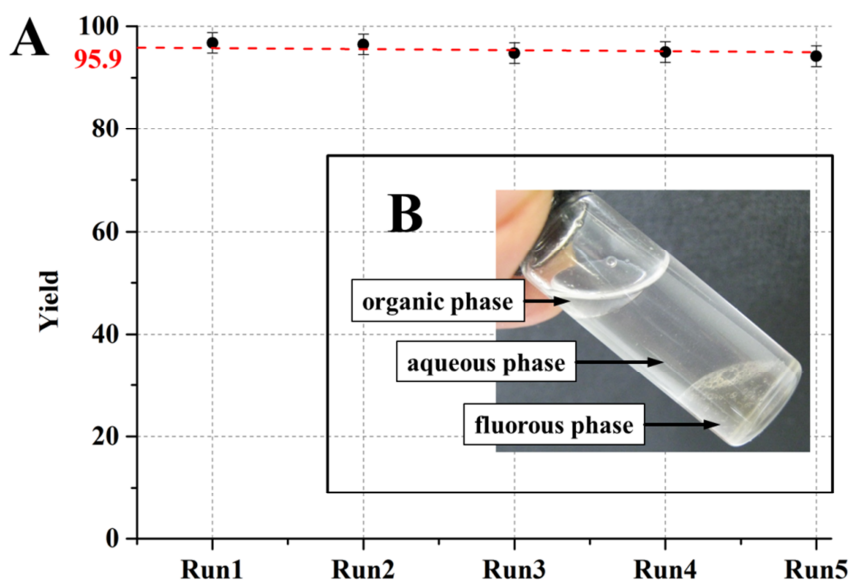 A
100
95.9
80
60
40
20
0
Yield
B
organic phase
aqueous phase
fluorous phase
Run1 Run2 Run3 Run4 Run5